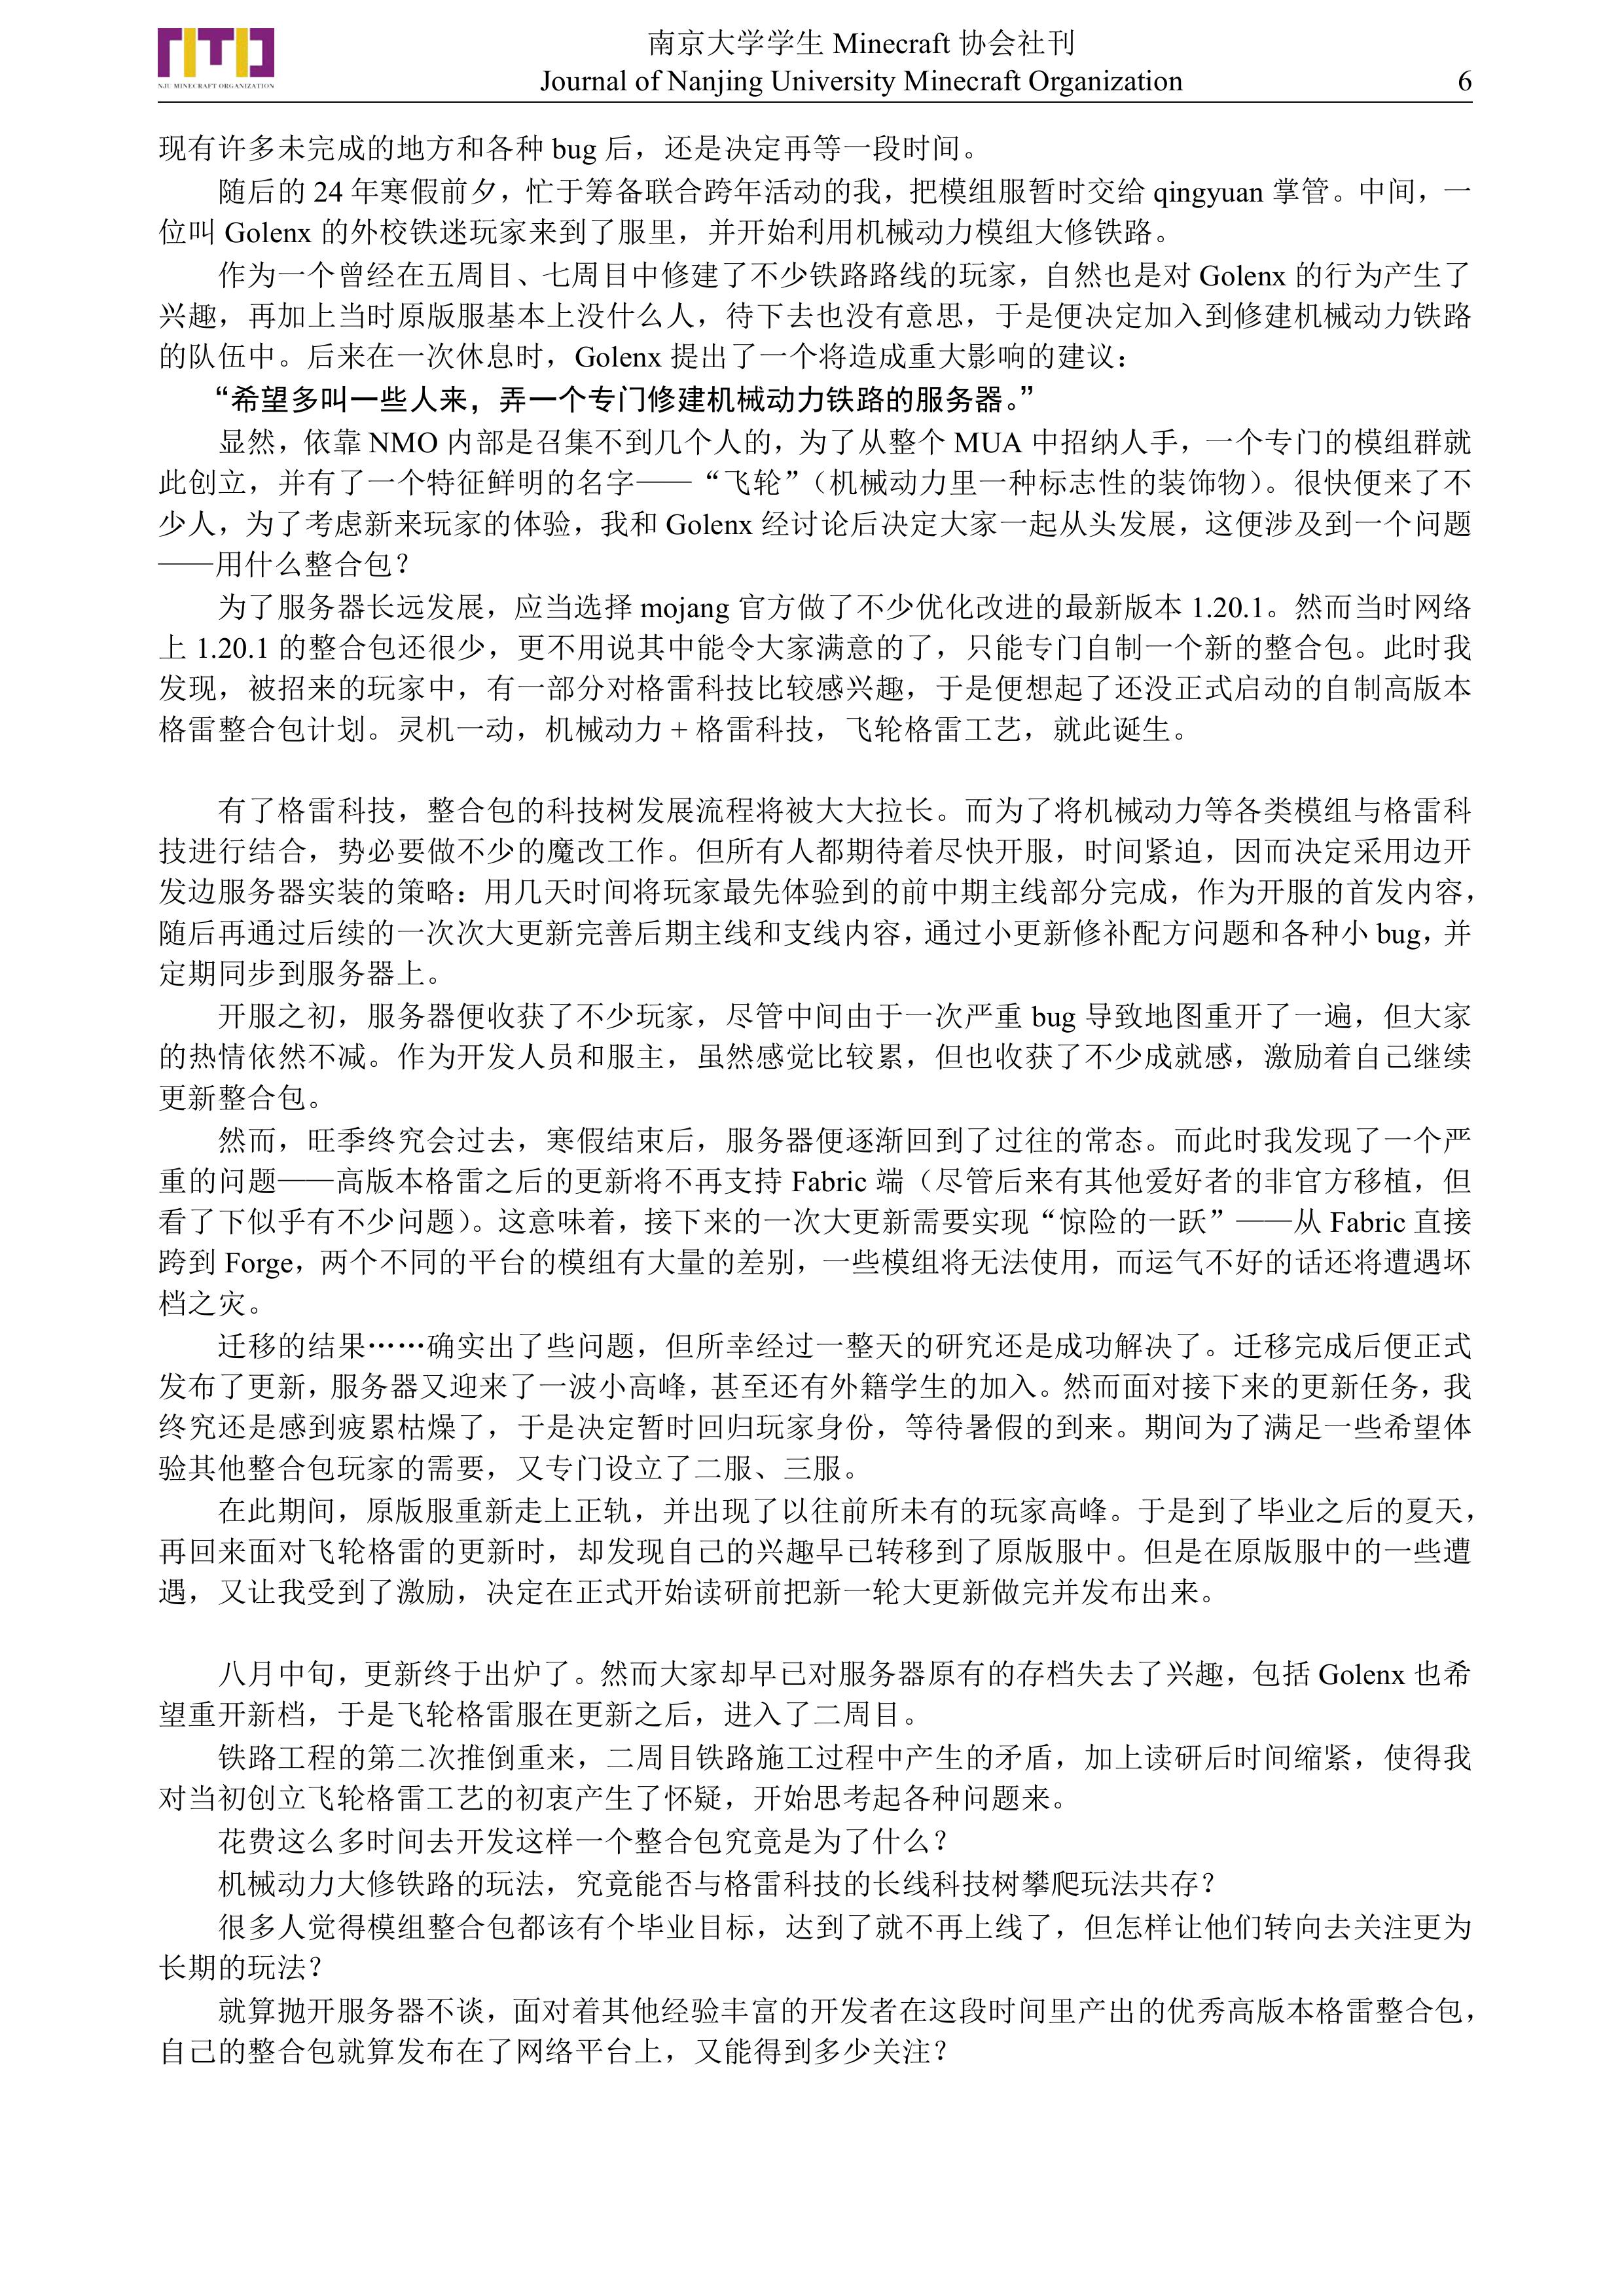 NJU MINECRAFT ORGANIZATION
南京大学学生 Minecraft 协会社刊
Journal of Nanjing University Minecraft Organization
6
现有许多未完成的地方和各种 bug 后，还是决定再等一段时间。
随后的 24 年寒假前夕，忙于筹备联合跨年活动的我，把模组服暂时交给 qingyuan 掌管。中间，一
位叫 Golenx 的外校铁迷玩家来到了服里，并开始利用机械动力模组大修铁路。
作为一个曾经在五周目、七周目中修建了不少铁路路线的玩家，自然也是对 Golenx 的行为产生了
兴趣，再加上当时原版服基本上没什么人，待下去也没有意思，于是便决定加入到修建机械动力铁路
的队伍中。后来在一次休息时，Golenx 提出了一个将造成重大影响的建议：
“希望多叫一些人来，弄一个专门修建机械动力铁路的服务器。”
显然，依靠 NMO 内部是召集不到几个人的，为了从整个 MUA 中招纳人手，一个专门的模组群就
此创立，并有了一个特征鲜明的名字——“飞轮”（机械动力里一种标志性的装饰物）。很快便来了不
少人，为了考虑新来玩家的体验，我和 Golenx 经讨论后决定大家一起从头发展，这便涉及到一个问题
——用什么整合包？
为了服务器长远发展，应当选择 mojang 官方做了不少优化改进的最新版本 1.20.1。然而当时网络
上 1.20.1 的整合包还很少，更不用说其中能令大家满意的了，只能专门自制一个新的整合包。此时我
发现，被招来的玩家中，有一部分对格雷科技比较感兴趣，于是便想起了还没正式启动的自制高版本
格雷整合包计划。灵机一动，机械动力 + 格雷科技，飞轮格雷工艺，就此诞生。
有了格雷科技，整合包的科技树发展流程将被大大拉长。而为了将机械动力等各类模组与格雷科
技进行结合，势必要做不少的魔改工作。但所有人都期待着尽快开服，时间紧迫，因而决定采用边开
发边服务器实装的策略：用几天时间将玩家最先体验到的前中期主线部分完成，作为开服的首发内容，
随后再通过后续的一次次大更新完善后期主线和支线内容，通过小更新修补配方问题和各种小 bug，并
定期同步到服务器上。
开服之初，服务器便收获了不少玩家，尽管中间由于一次严重 bug 导致地图重开了一遍，但大家
的热情依然不减。作为开发人员和服主，虽然感觉比较累，但也收获了不少成就感，激励着自己继续
更新整合包。
然而，旺季终究会过去，寒假结束后，服务器便逐渐回到了过往的常态。而此时我发现了一个严
重的问题——高版本格雷之后的更新将不再支持 Fabric 端（尽管后来有其他爱好者的非官方移植，但
看了下似乎有不少问题）。这意味着，接下来的一次大更新需要实现“惊险的一跃”——从 Fabric 直接
跨到 Forge，两个不同的平台的模组有大量的差别，一些模组将无法使用，而运气不好的话还将遭遇坏
档之灾。
迁移的结果……确实出了些问题，但所幸经过一整天的研究还是成功解决了。迁移完成后便正式
发布了更新，服务器又迎来了一波小高峰，甚至还有外籍学生的加入。然而面对接下来的更新任务，我
终究还是感到疲累枯燥了，于是决定暂时回归玩家身份，等待暑假的到来。期间为了满足一些希望体
验其他整合包玩家的需要，又专门设立了二服、三服。
在此期间，原版服重新走上正轨，并出现了以往前所未有的玩家高峰。于是到了毕业之后的夏天，
再回来面对飞轮格雷的更新时，却发现自己的兴趣早已转移到了原版服中。但是在原版服中的一些遭
遇，又让我受到了激励，决定在正式开始读研前把新一轮大更新做完并发布出来。
八月中旬，更新终于出炉了。然而大家却早已对服务器原有的存档失去了兴趣，包括 Golenx 也希
望重开新档，于是飞轮格雷服在更新之后，进入了二周目。
铁路工程的第二次推倒重来，二周目铁路施工过程中产生的矛盾，加上读研后时间缩紧，使得我
对当初创立飞轮格雷工艺的初衷产生了怀疑，开始思考起各种问题来。
花费这么多时间去开发这样一个整合包究竟是为了什么？
机械动力大修铁路的玩法，究竟能否与格雷科技的长线科技树攀爬玩法共存？
很多人觉得模组整合包都该有个毕业目标，达到了就不再上线了，但怎样让他们转向去关注更为
长期的玩法？
就算抛开服务器不谈，面对着其他经验丰富的开发者在这段时间里产出的优秀高版本格雷整合包，
自己的整合包就算发布在了网络平台上，又能得到多少关注？